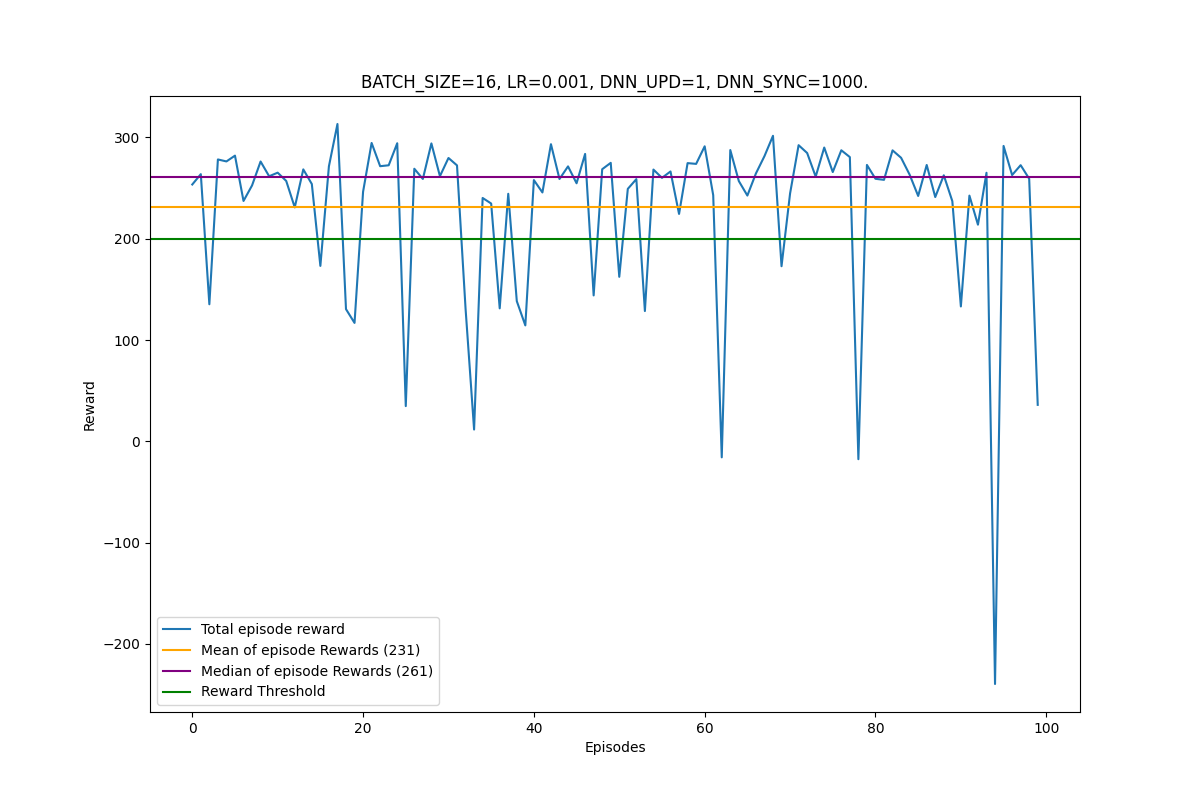 BATCH_SIZE=16, LR=0.001, DNN_UPD=1, DNN_SYNC=1000.
300
200
100
0
−100
−200
Reward
Total episode reward
Mean of episode Rewards (231)
Median of episode Rewards (261)
Reward Threshold
0 20 40 60 80 100
Episodes